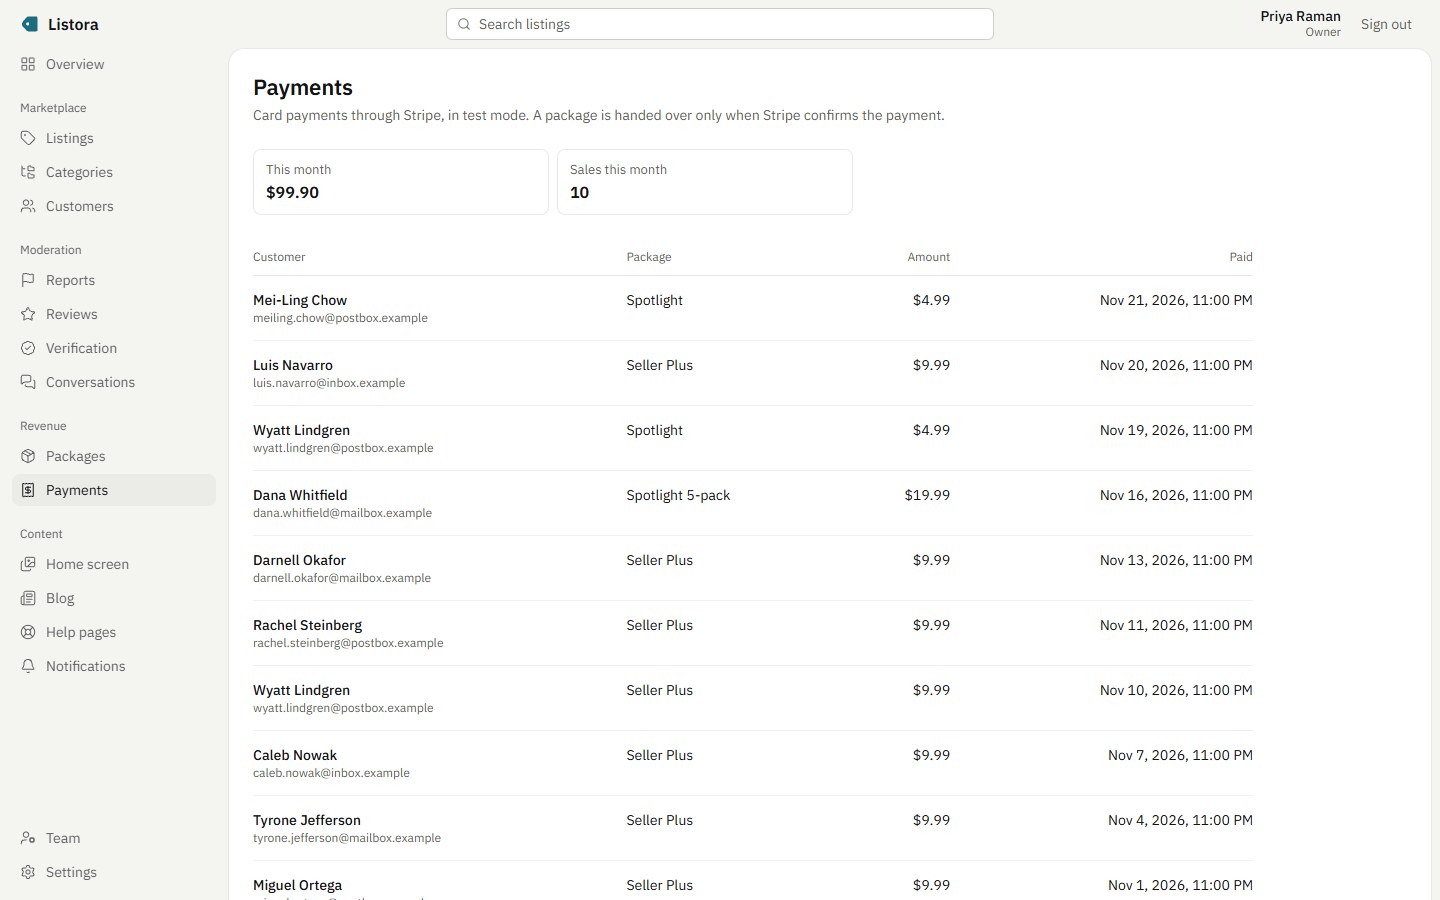 Listora
Search listings
Priya Raman
Owner
Sign out
Overview
Marketplace
Listings
Categories
Customers
Moderation
Reports
Reviews
Verification
Conversations
Revenue
Packages
Payments
Content
Home screen
Blog
Help pages
Notifications
Team
Settings
Payments
Card payments through Stripe, in test mode. A package is handed over only when Stripe confirms the payment.
This month
$99.90
Sales this month
10
Customer Package Amount Paid
Mei-Ling Chow Spotlight $4.99 Nov 21, 2026, 11:00 PM
meiling.chow@postbox.example
Luis Navarro Seller Plus $9.99 Nov 20, 2026, 11:00 PM
luis.navarro@inbox.example
Wyatt Lindgren Spotlight $4.99 Nov 19, 2026, 11:00 PM
wyatt.lindgren@postbox.example
Dana Whitfield Spotlight 5-pack $19.99 Nov 16, 2026, 11:00 PM
dana.whitfield@mailbox.example
Darnell Okafor Seller Plus $9.99 Nov 13, 2026, 11:00 PM
darnell.okafor@mailbox.example
Rachel Steinberg Seller Plus $9.99 Nov 11, 2026, 11:00 PM
rachel.steinberg@postbox.example
Wyatt Lindgren Seller Plus $9.99 Nov 10, 2026, 11:00 PM
wyatt.lindgren@postbox.example
Caleb Nowak Seller Plus $9.99 Nov 7, 2026, 11:00 PM
caleb.nowak@inbox.example
Tyrone Jefferson Seller Plus $9.99 Nov 4, 2026, 11:00 PM
tyrone.jefferson@mailbox.example
Miguel Ortega Seller Plus $9.99 Nov 1, 2026, 11:00 PM